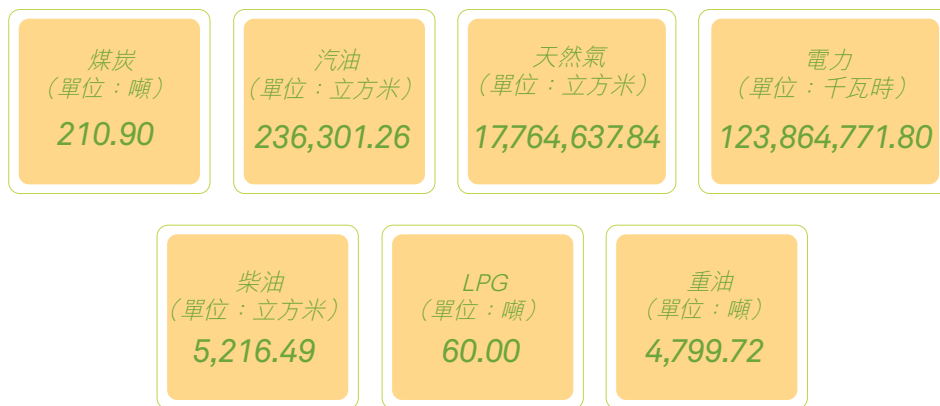 煤炭
（單位：噸）
210.90
汽油
（單位：立方米）
236,301.26
天然氣
（單位：立方米）
17,764,637.84
電力
（單位：千瓦時）
123,864,771.80
柴油
（單位：立方米）
5,216.49
LPG
（單位：噸）
60.00
重油
（單位：噸）
4,799.72